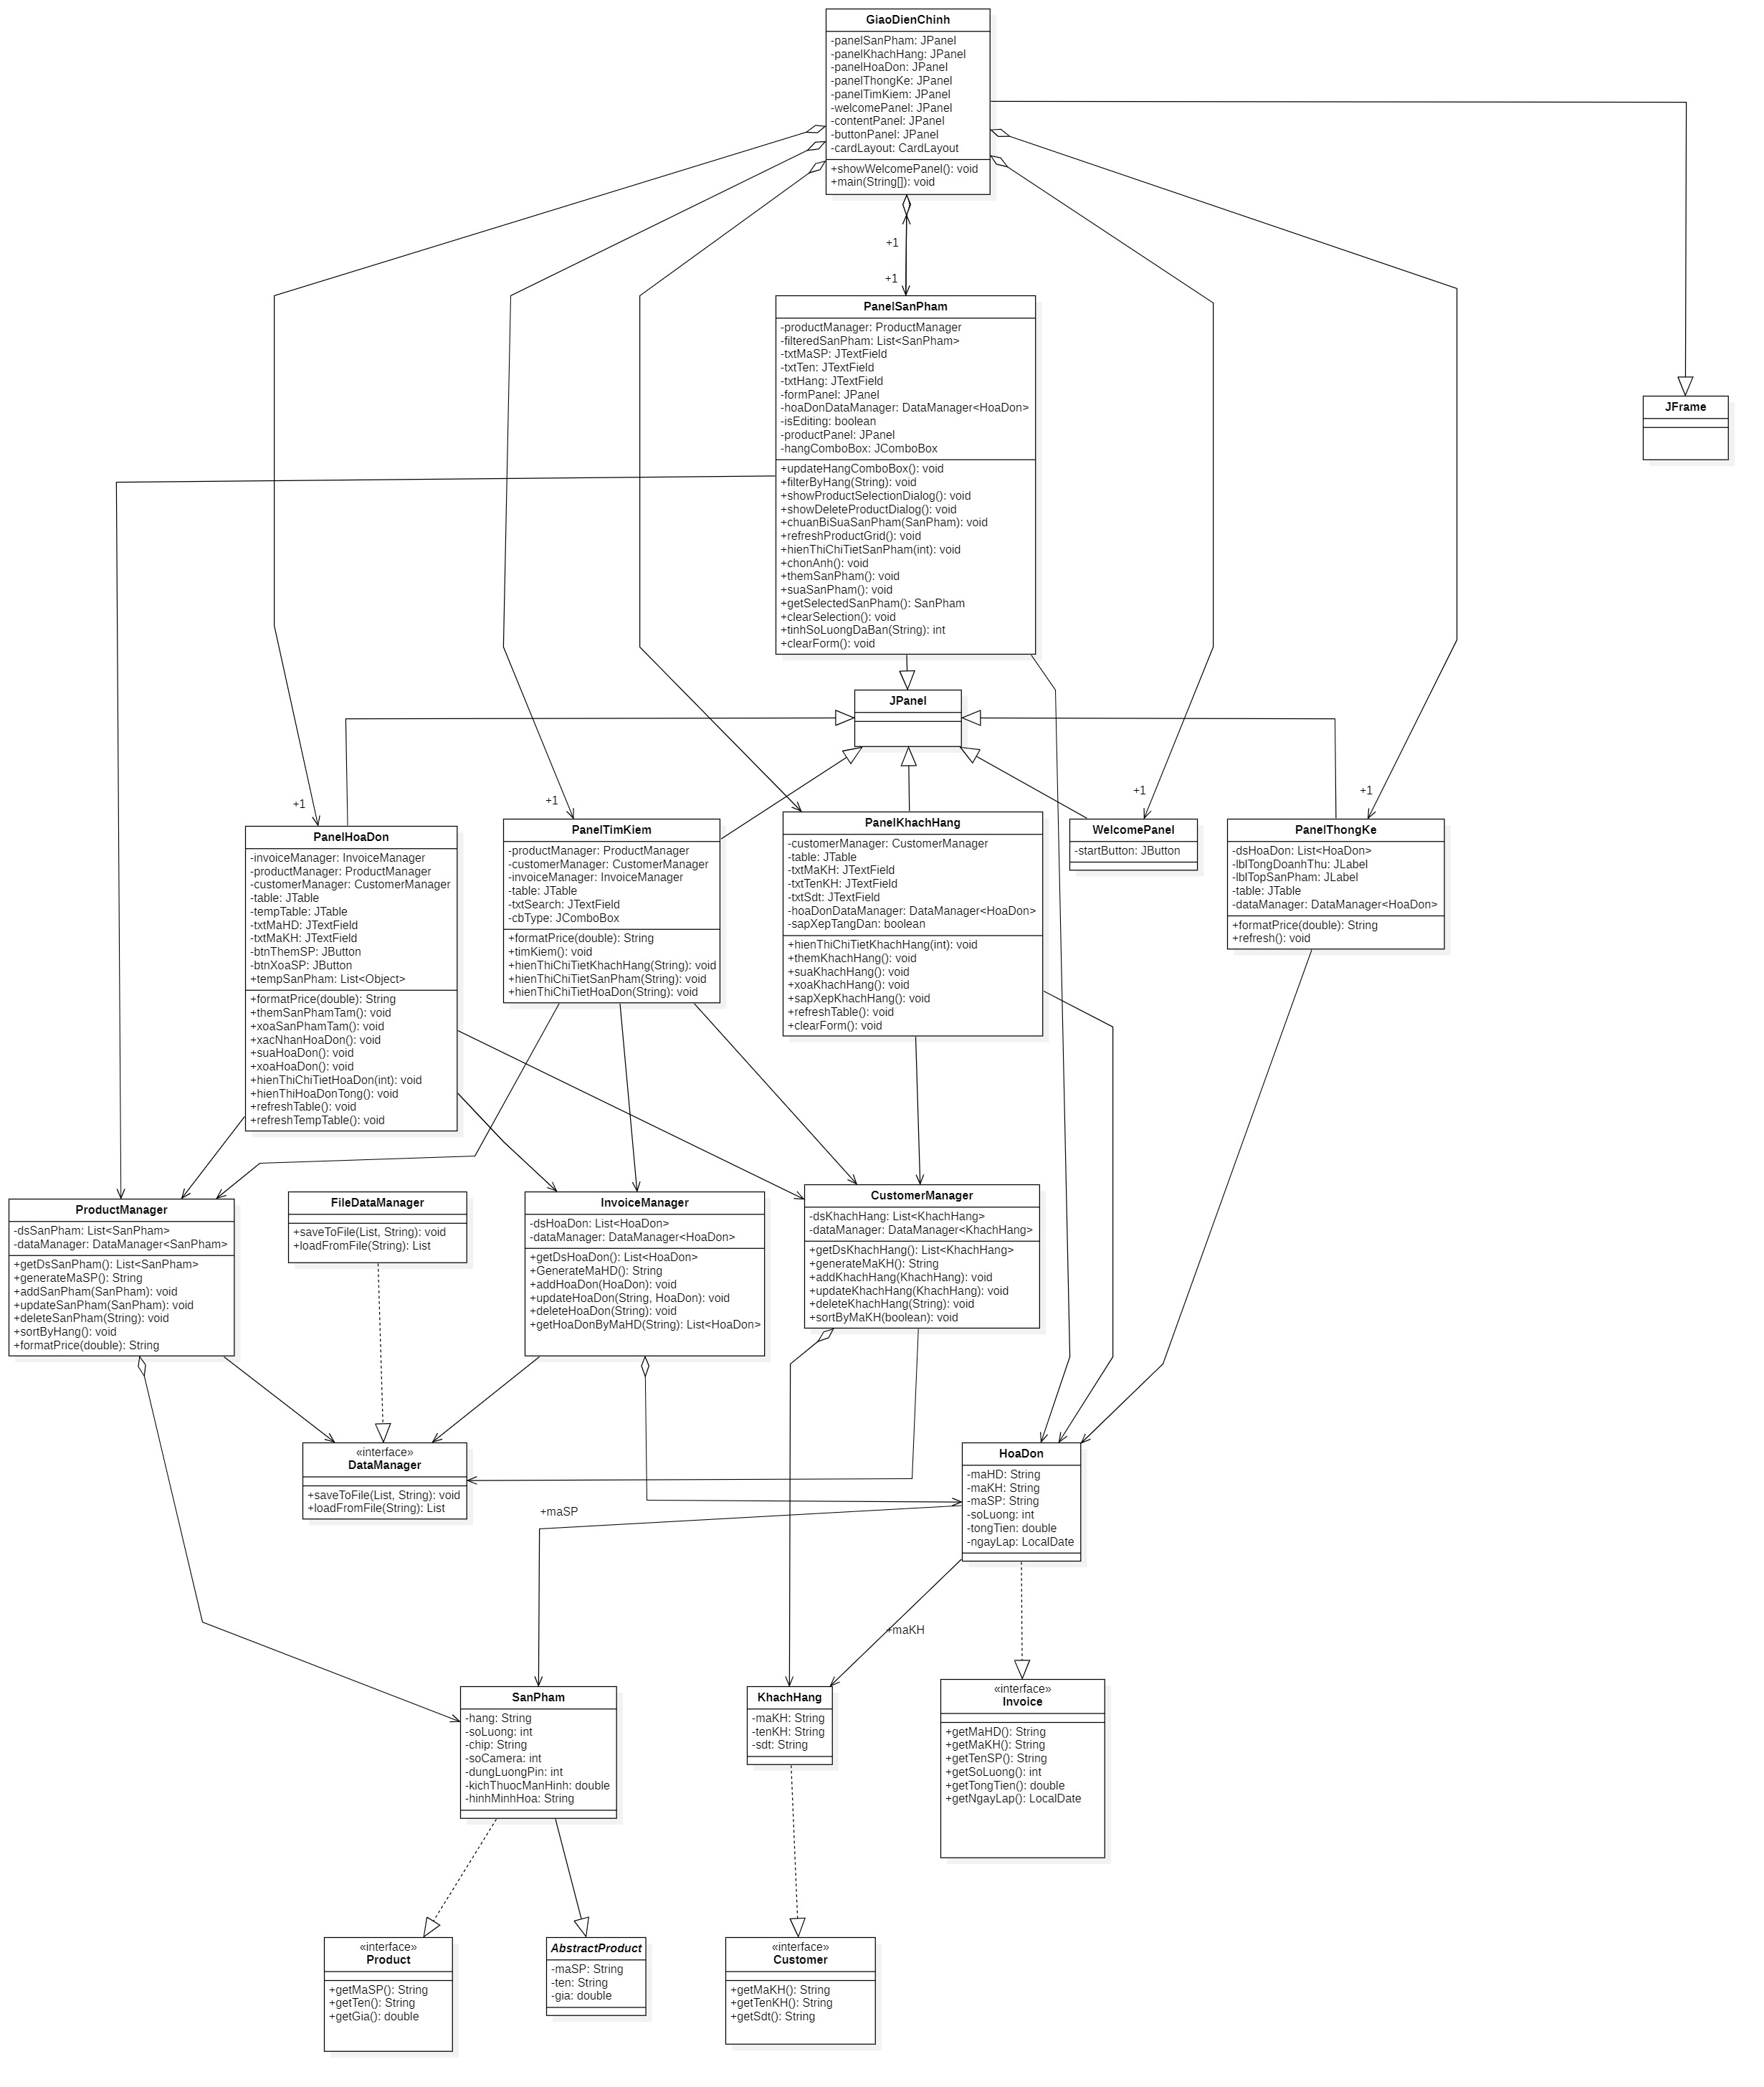 GiaoDienChinh
-panelSanPham: JPanel
-panelKhachHang: JPanel
-panelHoaDon: JPanel
-panelThongKe: JPanel
-panelTimKiem: JPanel
-welcomePanel: JPanel
-contentPanel: JPanel
-buttonPanel: JPanel
-cardLayout: CardLayout
+showWelcomePanel(): void
+main(String[]): void
+1
+1
PanelSanPham
-productManager: ProductManager
-filteredSanPham: List<SanPham>
-txtMaSP: JTextField
-txtTen: JTextField
-txtHang: JTextField
-formPanel: JPanel
-hoaDonDataManager: DataManager<HoaDon>
-isEditing: boolean
-productPanel: JPanel
-hangComboBox: JComboBox
+updateHangComboBox(): void
+filterByHang(String): void
+showProductSelectionDialog(): void
+showDeleteProductDialog(): void
+chuanBiSuaSanPham(SanPham): void
+refreshProductGrid(): void
+hienThiChiTietSanPham(int): void
+chonAnh(): void
+themSanPham(): void
+suaSanPham(): void
+getSelectedSanPham(): SanPham
+clearSelection(): void
+tinhSoLuongDaBan(String): int
+clearForm(): void
JFrame
JPanel
+1
+1
+1
+1
PanelHoaDon
-invoiceManager: InvoiceManager
-productManager: ProductManager
-customerManager: CustomerManager
-table: JTable
-tempTable: JTable
-txtMaHD: JTextField
-txtMaKH: JTextField
-btnThemSP: JButton
-btnXoaSP: JButton
+tempSanPham: List<Object>
+formatPrice(double): String
+themSanPhamTam(): void
+xoaSanPhamTam(): void
+xacNhanHoaDon(): void
+suaHoaDon(): void
+xoaHoaDon(): void
+hienThiChiTietHoaDon(int): void
+hienThiHoaDonTong(): void
+refreshTable(): void
+refreshTempTable(): void
PanelTimKiem
-productManager: ProductManager
-customerManager: CustomerManager
-invoiceManager: InvoiceManager
-table: JTable
-txtSearch: JTextField
-cbType: JComboBox
+formatPrice(double): String
+timKiem(): void
+hienThiChiTietKhachHang(String): void
+hienThiChiTietSanPham(String): void
+hienThiChiTietHoaDon(String): void
PanelKhachHang
-customerManager: CustomerManager
-table: JTable
-txtMaKH: JTextField
-txtTenKH: JTextField
-txtSdt: JTextField
-hoaDonDataManager: DataManager<HoaDon>
-sapXepTangDan: boolean
+hienThiChiTietKhachHang(int): void
+themKhachHang(): void
+suaKhachHang(): void
+xoaKhachHang(): void
+sapXepKhachHang(): void
+refreshTable(): void
+clearForm(): void
WelcomePanel
-startButton: JButton
PanelThongKe
-dsHoaDon: List<HoaDon>
-lblTongDoanhThu: JLabel
-lblTopSanPham: JLabel
-table: JTable
-dataManager: DataManager<HoaDon>
+formatPrice(double): String
+refresh(): void
ProductManager
-dsSanPham: List<SanPham>
-dataManager: DataManager<SanPham>
+getDsSanPham(): List<SanPham>
+generateMaSP(): String
+addSanPham(SanPham): void
+updateSanPham(SanPham): void
+deleteSanPham(String): void
+sortByHang(): void
+formatPrice(double): String
FileDataManager
+saveToFile(List, String): void
+loadFromFile(String): List
InvoiceManager
-dsHoaDon: List<HoaDon>
-dataManager: DataManager<HoaDon>
+getDsHoaDon(): List<HoaDon>
+GenerateMaHD(): String
+addHoaDon(HoaDon): void
+updateHoaDon(String, HoaDon): void
+deleteHoaDon(String): void
+getHoaDonByMaHD(String): List<HoaDon>
CustomerManager
-dsKhachHang: List<KhachHang>
-dataManager: DataManager<KhachHang>
+getDsKhachHang(): List<KhachHang>
+generateMaKH(): String
+addKhachHang(KhachHang): void
+updateKhachHang(KhachHang): void
+deleteKhachHang(String): void
+sortByMaKH(boolean): void
«interface»
DataManager
+saveToFile(List, String): void
+loadFromFile(String): List
HoaDon
-maHD: String
-maKH: String
-maSP: String
-soLuong: int
-tongTien: double
-ngayLap: LocalDate
+maSP
+maKH
SanPham
-hang: String
-soLuong: int
-chip: String
-soCamera: int
-dungLuongPin: int
-kichThuocManHinh: double
-hinhMinhHoa: String
KhachHang
-maKH: String
-tenKH: String
-sdt: String
«interface»
Invoice
+getMaHD(): String
+getMaKH(): String
+getTenSP(): String
+getSoLuong(): int
+getTongTien(): double
+getNgayLap(): LocalDate
«interface»
Product
+getMaSP(): String
+getTen(): String
+getGia(): double
AbstractProduct
-maSP: String
-ten: String
-gia: double
«interface»
Customer
+getMaKH(): String
+getTenKH(): String
+getSdt(): String